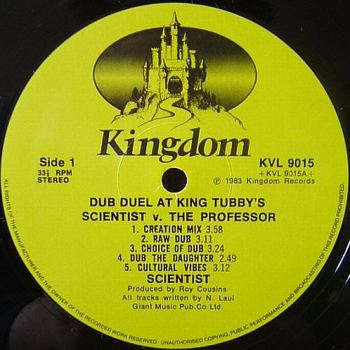 Kingdom
Side 1
33⅓ RPM
STEREO
KVL 9015
+KVL 9015A+
Ⓟ 1983 Kingdom Records
DUB DUEL AT KING TUBBY'S
SCIENTIST v. THE PROFESSOR
1. CREATION MIX 3.58
2. RAW DUB 3.11
3. CHOICE OF DUB 3.24
4. DUB THE DAUGHTER 2.49
5. CULTURAL VIBES 3.12
SCIENTIST
Produced by Roy Cousins
All tracks written by N. Laul
Giant Music Pub.Co.Ltd.
ALL RIGHTS OF THE MANUFACTURER AND THE OWNER OF THE RECORDED WORK RESERVED. UNAUTHORISED COPYING, PUBLIC PERFORMANCE AND BROADCASTING OF THIS RECORD PROHIBITED